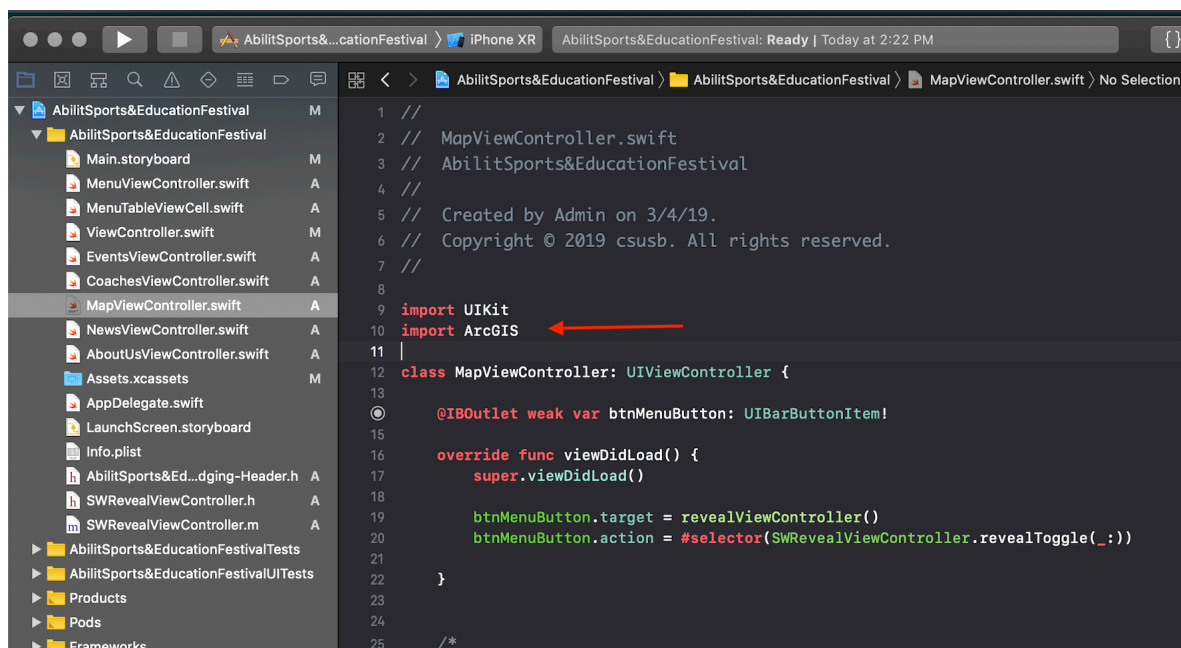 AbilitSports&...cationFestival 〉 iPhone XR
AbilitSports&EducationFestival: Ready | Today at 2:22 PM
{}
AbilitSports&EducationFestival 〉 AbilitSports&EducationFestival 〉 MapViewController.swift 〉 No Selection
AbilitSports&EducationFestival M
AbilitSports&EducationFestival
Main.storyboard M
MenuViewController.swift A
MenuTableViewCell.swift A
ViewController.swift M
EventsViewController.swift A
CoachesViewController.swift A
MapViewController.swift A
NewsViewController.swift A
AboutUsViewController.swift A
Assets.xcassets M
AppDelegate.swift
LaunchScreen.storyboard
Info.plist
h AbilitSports&Ed...dging-Header.h A
h SWRevealViewController.h A
m SWRevealViewController.m A
AbilitSports&EducationFestivalTests
AbilitSports&EducationFestivalUITests
Products
Pods
Frameworks
1 //
2 //  MapViewController.swift
3 //  AbilitSports&EducationFestival
4 //
5 //  Created by Admin on 3/4/19.
6 //  Copyright © 2019 csusb. All rights reserved.
7 //
8
9 import UIKit
10 import ArcGIS
11
12 class MapViewController: UIViewController {
13
@IBOutlet weak var btnMenuButton: UIBarButtonItem!
15
16 override func viewDidLoad() {
17 super.viewDidLoad()
18
19 btnMenuButton.target = revealViewController()
20 btnMenuButton.action = #selector(SWRevealViewController.revealToggle(_:))
21
22 }
23
24
25 /*